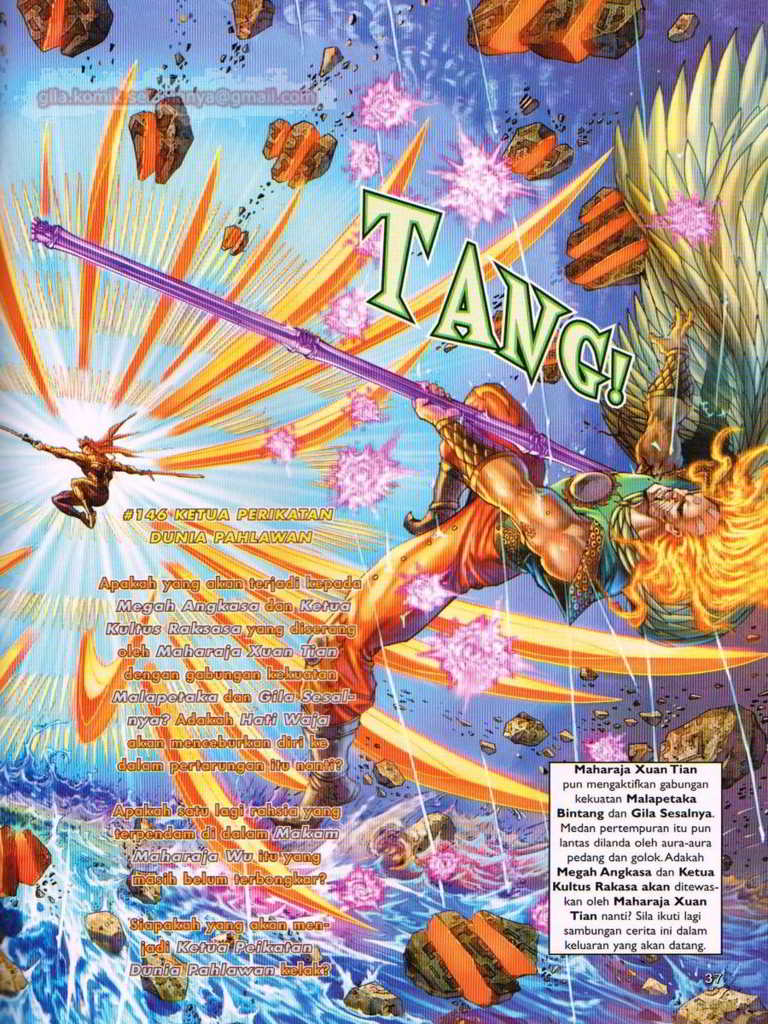 TANG!
#146 KETUA PERIKATAN
DUNIA PAHLAWAN
Apakah yang akan terjadi kepada
Megah Angkasa dan Ketua
Kultus Raksasa yang diserang
oleh Maharaja Xuan Tian
dengan gabungan kekuatan
Malapetaka dan Gila Sesal-
nya? Adakah Hati Waja
akan menceburkan diri ke
dalam pertarungan itu nanti?
Apakah satu lagi rahsia yang
terpendam di dalam Makam
Maharaja Wu itu yang
masih belum terbongkar?
Siapakah yang akan men-
jadi Ketua Peikatan
Dunia Pahlawan kelak?
Maharaja Xuan Tian
pun mengaktifkan gabungan
kekuatan Malapetaka
Bintang dan Gila Sesalnya.
Medan pertempuran itu pun
lantas dilanda oleh aura-aura
pedang dan golok. Adakah
Megah Angkasa dan Ketua
Kultus Rakasa akan ditewas-
kan oleh Maharaja Xuan
Tian nanti? Sila ikuti lagi
sambungan cerita ini dalam
keluaran yang akan datang.
37